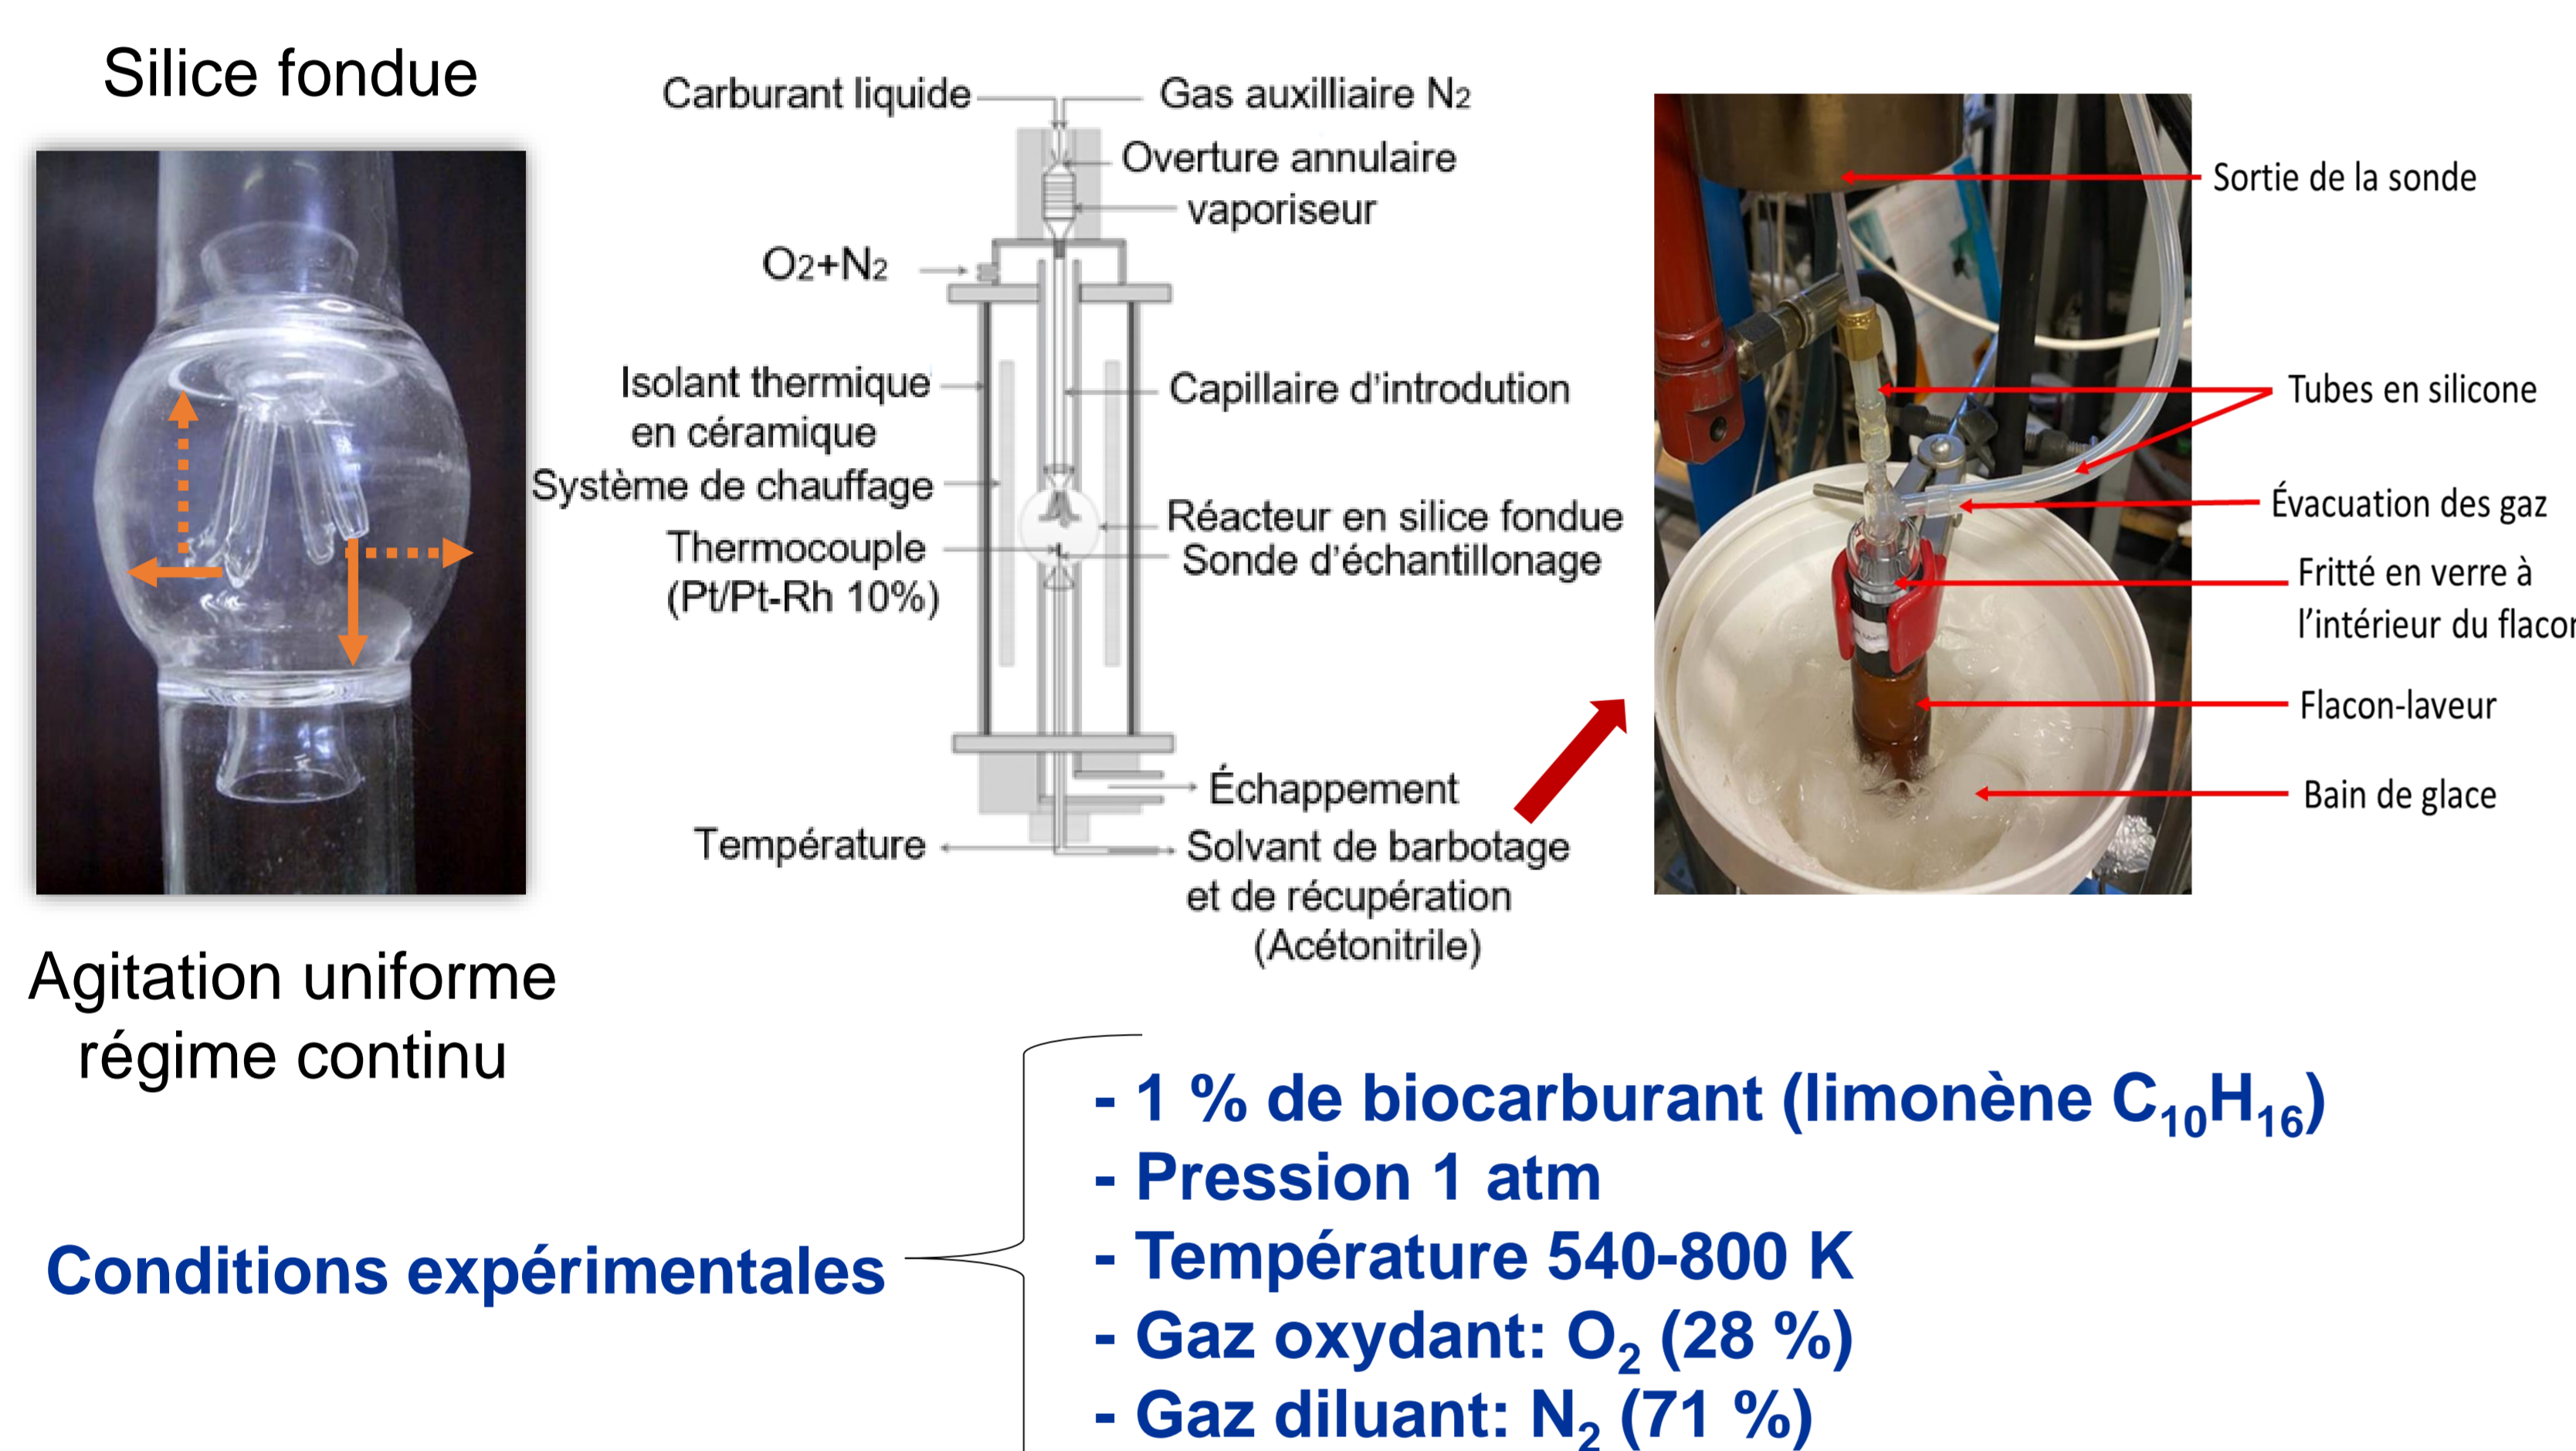 Silice fondue
Agitation uniforme
régime continu
Carburant liquide
Gas auxilliaire N2
Overture annulaire
vaporiseur
O2+N2
Isolant thermique
en céramique
Capillaire d'introdution
Système de chauffage
Réacteur en silice fondue
Thermocouple
(Pt/Pt-Rh 10%)
Sonde d'échantillonage
Échappement
Température
Solvant de barbotage
et de récupération
(Acétonitrile)
Sortie de la sonde
Tubes en silicone
Évacuation des gaz
Fritté en verre à
l'intérieur du flacon
Flacon-laveur
Bain de glace
Conditions expérimentales
- 1 % de biocarburant (limonène C₁₀H₁₆)
- Pression 1 atm
- Température 540-800 K
- Gaz oxydant: O₂ (28 %)
- Gaz diluant: N₂ (71 %)